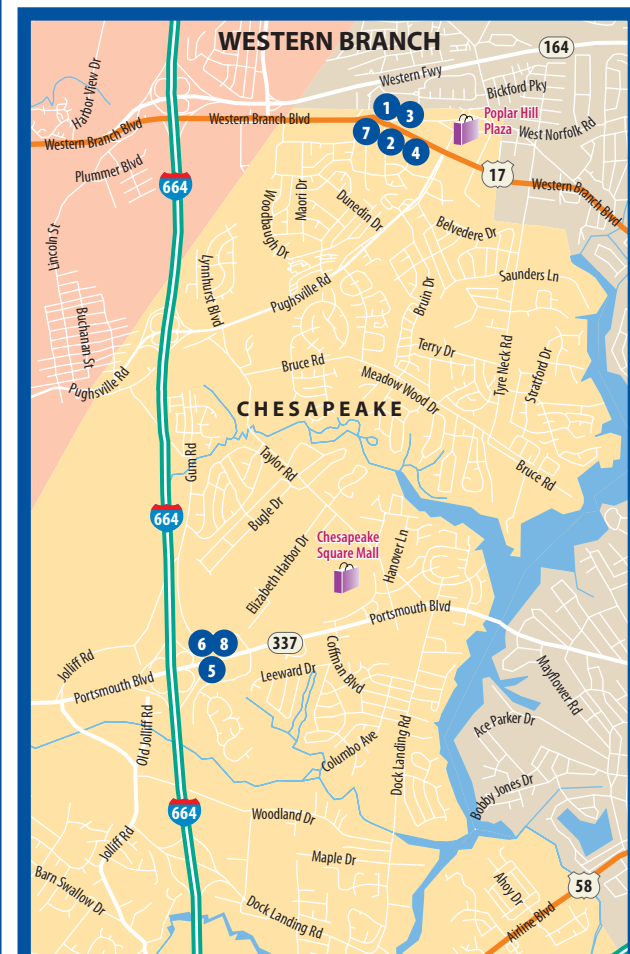 WESTERN BRANCH
164
Western Fwy
Bickford Pky
Harbor View Dr
1
3
Poplar Hill
Plaza
Western Branch Blvd
Western Branch Blvd
7
2
4
West Norfolk Rd
Plummer Blvd
17
Western Branch Blvd
664
Maori Dr
Woodbaugh Dr
Dunedin Dr
Belvedere Dr
Lincoln St
Lynnhurst Blvd
Pughsville Rd
Bruin Dr
Saunders Ln
Buchanan St
Terry Dr
Tyre Neck Rd
Stratford Dr
Bruce Rd
Meadow Wood Dr
Pughsville Rd
CHESAPEAKE
Gum Rd
Taylor Rd
Bruce Rd
664
Bugle Dr
Chesapeake
Square Mall
Hanover Ln
Elizabeth Harbor Dr
Portsmouth Blvd
6
8
337
5
Jolliff Rd
Portsmouth Blvd
Leeward Dr
Coffman Blvd
Mayflower Rd
Old Jolliff Rd
Ace Parker Dr
Columbo Ave
Dock Landing Rd
Bobby Jones Dr
664
Woodland Dr
Jolliff Rd
Maple Dr
Barn Swallow Dr
Ahoy Dr
58
Dock Landing Rd
Airline Blvd